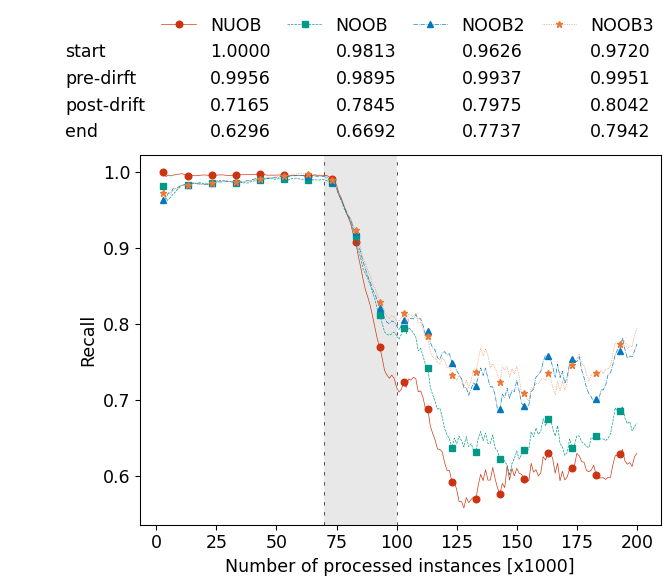 NUOB NOOB NOOB2 NOOB3
start 1.0000 0.9813 0.9626 0.9720
pre-dirft 0.9956 0.9895 0.9937 0.9951
post-drift 0.7165 0.7845 0.7975 0.8042
end 0.6296 0.6692 0.7737 0.7942
1.0
0.9
0.8
0.7
0.6
Recall
0 25 50 75 100 125 150 175 200
Number of processed instances [x1000]